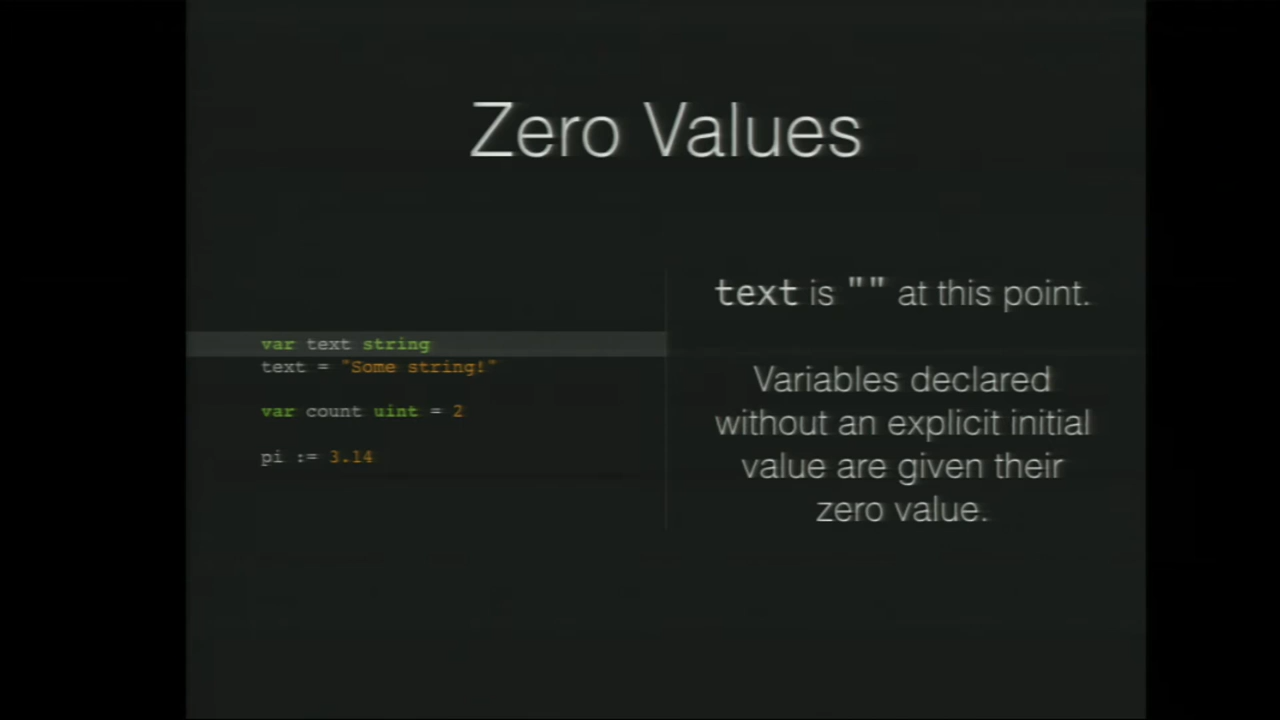 Zero Values
var text string
text = "Some string!"
var count uint = 2
pi := 3.14
text is "" at this point.
Variables declared
without an explicit initial
value are given their
zero value.